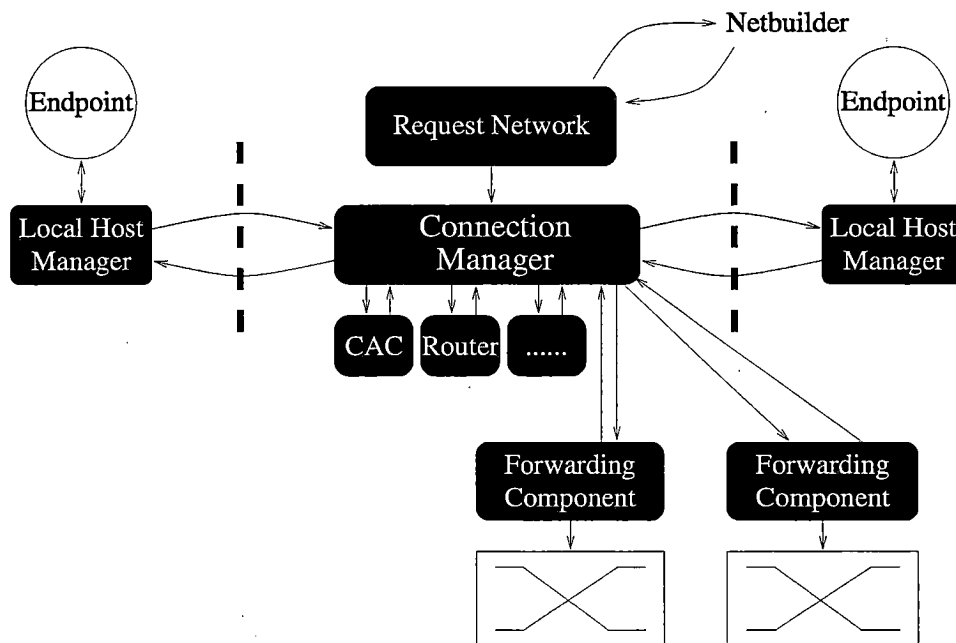 Netbuilder
Endpoint
Request Network
Endpoint
Local Host
Manager
Connection
Manager
Local Host
Manager
CAC
Router
......
Forwarding
Component
Forwarding
Component